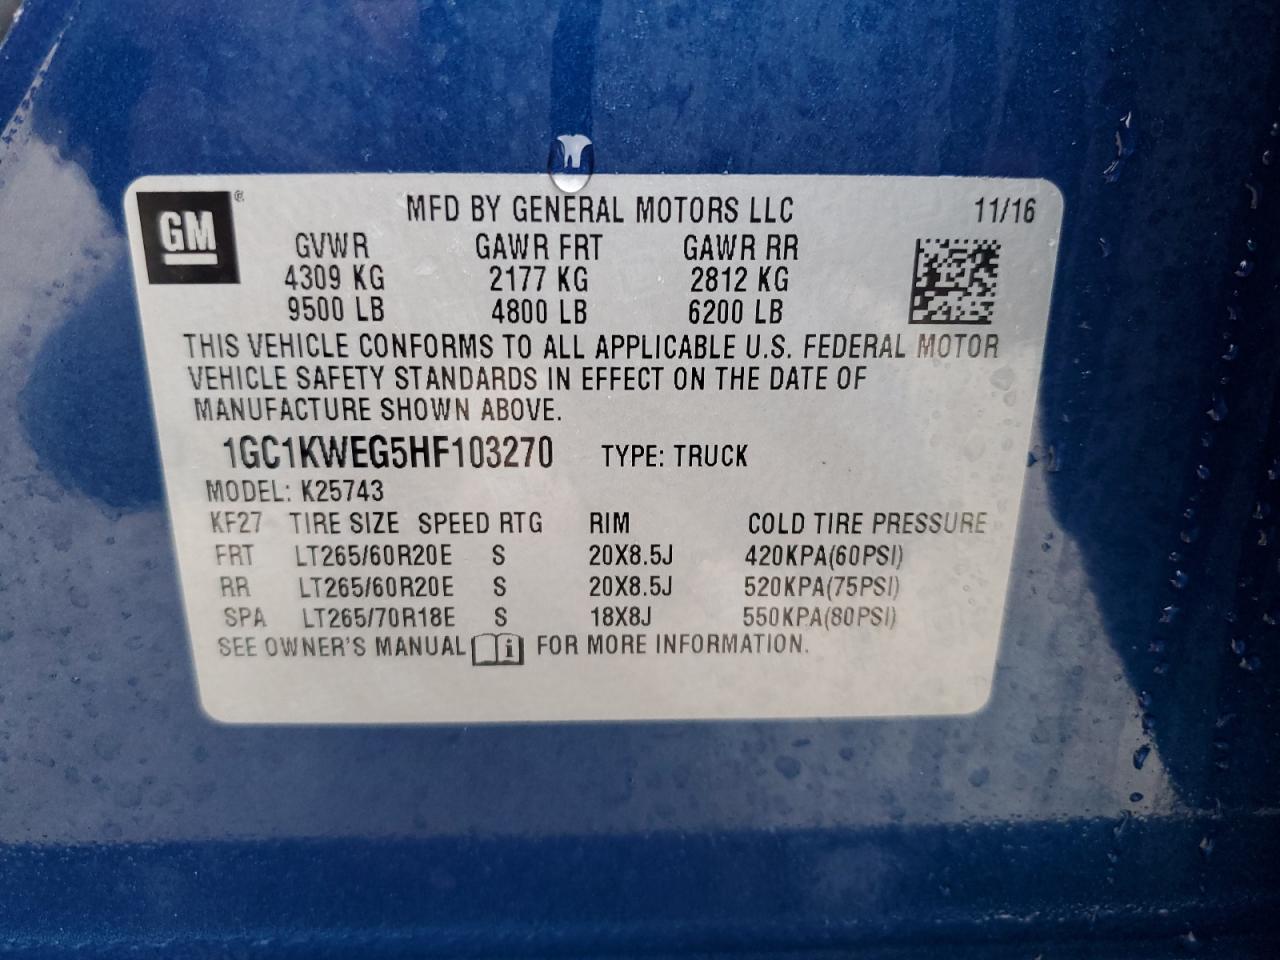 GM ®
MFD BY GENERAL MOTORS LLC 11/16
GVWR GAWR FRT GAWR RR
4309 KG 2177 KG 2812 KG
9500 LB 4800 LB 6200 LB
THIS VEHICLE CONFORMS TO ALL APPLICABLE U.S. FEDERAL MOTOR
VEHICLE SAFETY STANDARDS IN EFFECT ON THE DATE OF
MANUFACTURE SHOWN ABOVE.
1GC1KWEG5HF103270 TYPE: TRUCK
MODEL: K25743
KF27 TIRE SIZE SPEED RTG RIM COLD TIRE PRESSURE
FRT LT265/60R20E S 20X8.5J 420KPA(60PSI)
RR LT265/60R20E S 20X8.5J 520KPA(75PSI)
SPA LT265/70R18E S 18X8J 550KPA(80PSI)
SEE OWNER'S MANUAL i FOR MORE INFORMATION.